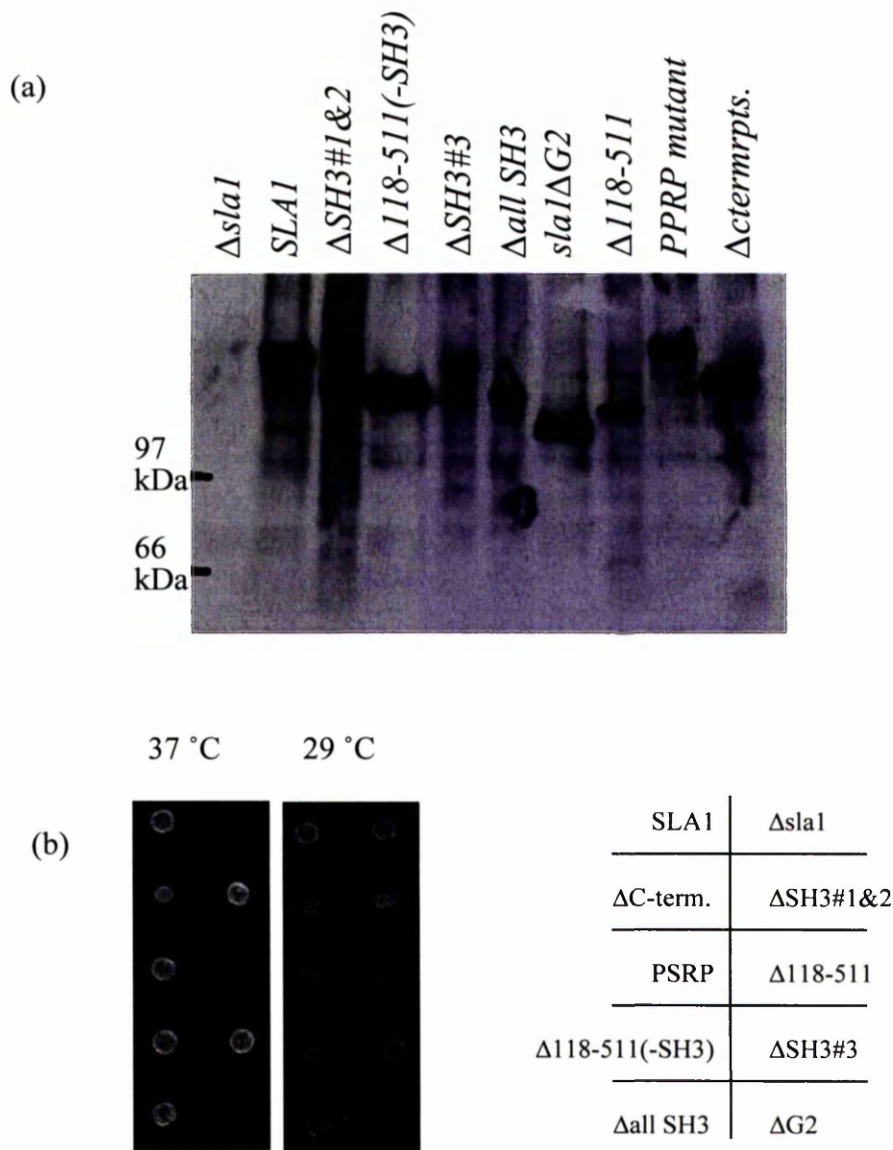 (a)
Δsla1
SLA1
ΔSH3#1&2
Δ118-511(-SH3)
ΔSH3#3
Δall SH3
sla1ΔG2
Δ118-511
PPRP mutant
Δctermrpts.
97
kDa
66
kDa
37 °C
29 °C
(b)
SLA1 Δsla1
ΔC-term. ΔSH3#1&2
PSRP Δ118-511
Δ118-511(-SH3) ΔSH3#3
Δall SH3 ΔG2